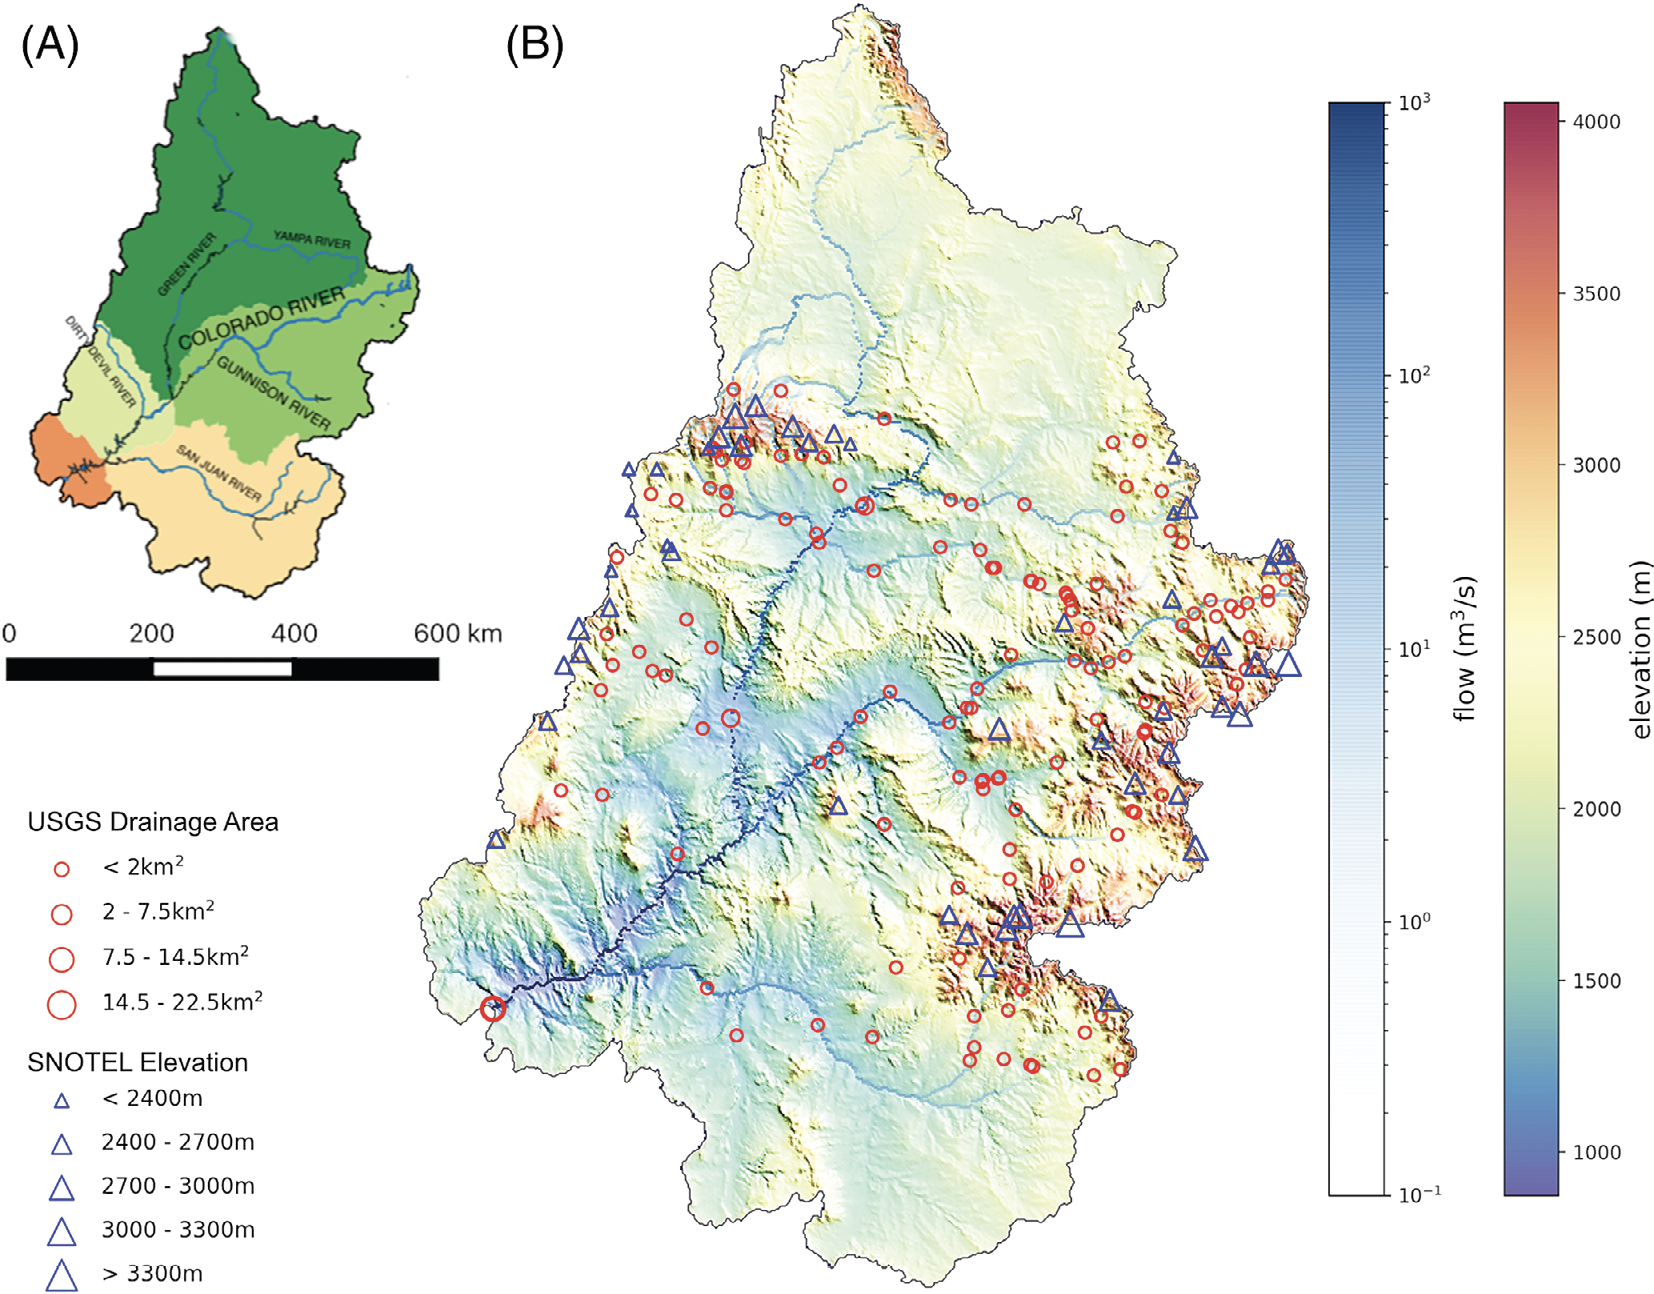 (A)
(B)
YAMPA RIVER
GREEN RIVER
COLORADO RIVER
DIRTY DEVIL RIVER
GUNNISON RIVER
SAN JUAN RIVER
0 200 400 600 km
USGS Drainage Area
< 2km²
2 - 7.5km²
7.5 - 14.5km²
14.5 - 22.5km²
SNOTEL Elevation
< 2400m
2400 - 2700m
2700 - 3000m
3000 - 3300m
> 3300m
10³
10²
10¹
10⁰
10⁻¹
flow (m³/s)
4000
3500
3000
2500
2000
1500
1000
elevation (m)